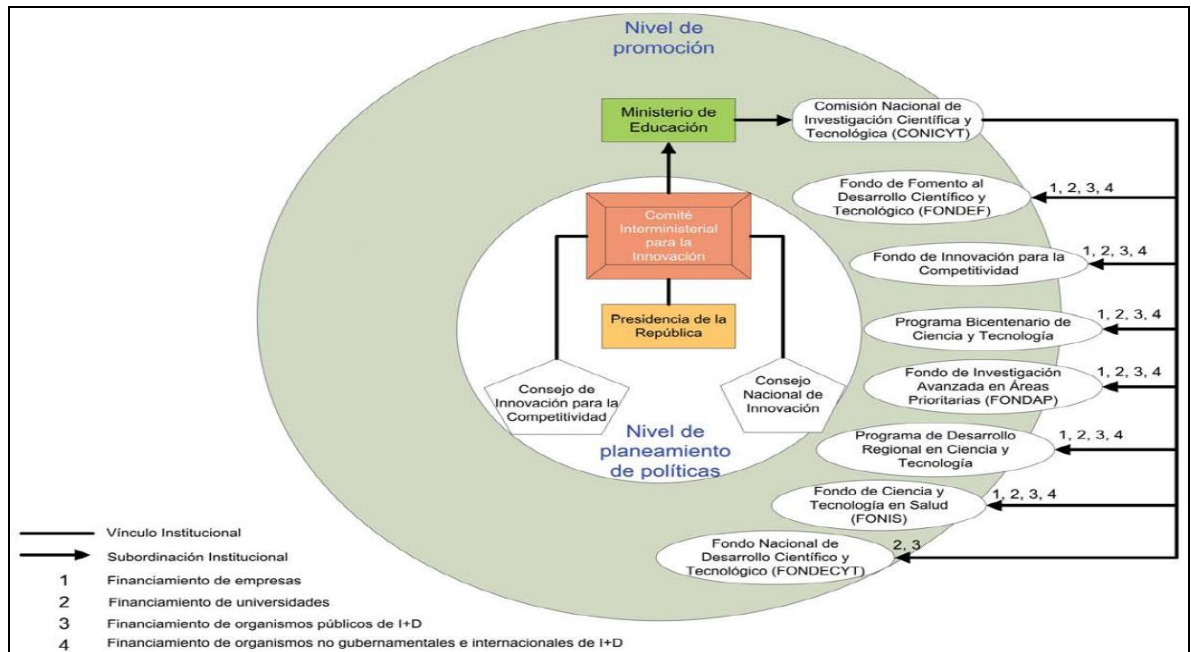 Nivel de
promoción
Ministerio de
Educación
Comisión Nacional de
Investigación Científica y
Tecnológica (CONICYT)
Fondo de Fomento al
Desarrollo Científico y
Tecnológico (FONDEF)
1, 2, 3, 4
Comité
Interministerial
para la
Innovación
Fondo de Innovación para la
Competitividad
1, 2, 3, 4
Presidencia de la
República
Programa Bicentenario de
Ciencia y Tecnología
1, 2, 3, 4
Consejo de
Innovación para la
Competitividad
Consejo
Nacional de
Innovación
Fondo de Investigación
Avanzada en Áreas
Prioritarias (FONDAP)
1, 2, 3, 4
Nivel de
planeamiento
de políticas
Programa de Desarrollo
Regional en Ciencia y
Tecnología
1, 2, 3, 4
Fondo de Ciencia y
Tecnología en Salud
(FONIS)
1, 2, 3, 4
Fondo Nacional de
Desarrollo Científico y
Tecnológico (FONDECYT)
2, 3
Vínculo Institucional
Subordinación Institucional
1 Financiamiento de empresas
2 Financiamiento de universidades
3 Financiamiento de organismos públicos de I+D
4 Financiamiento de organismos no gubernamentales e internacionales de I+D